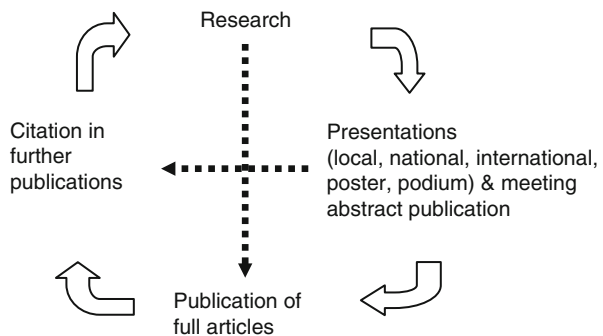 Research
Citation in
further
publications
Presentations
(local, national, international,
poster, podium) & meeting
abstract publication
Publication of
full articles